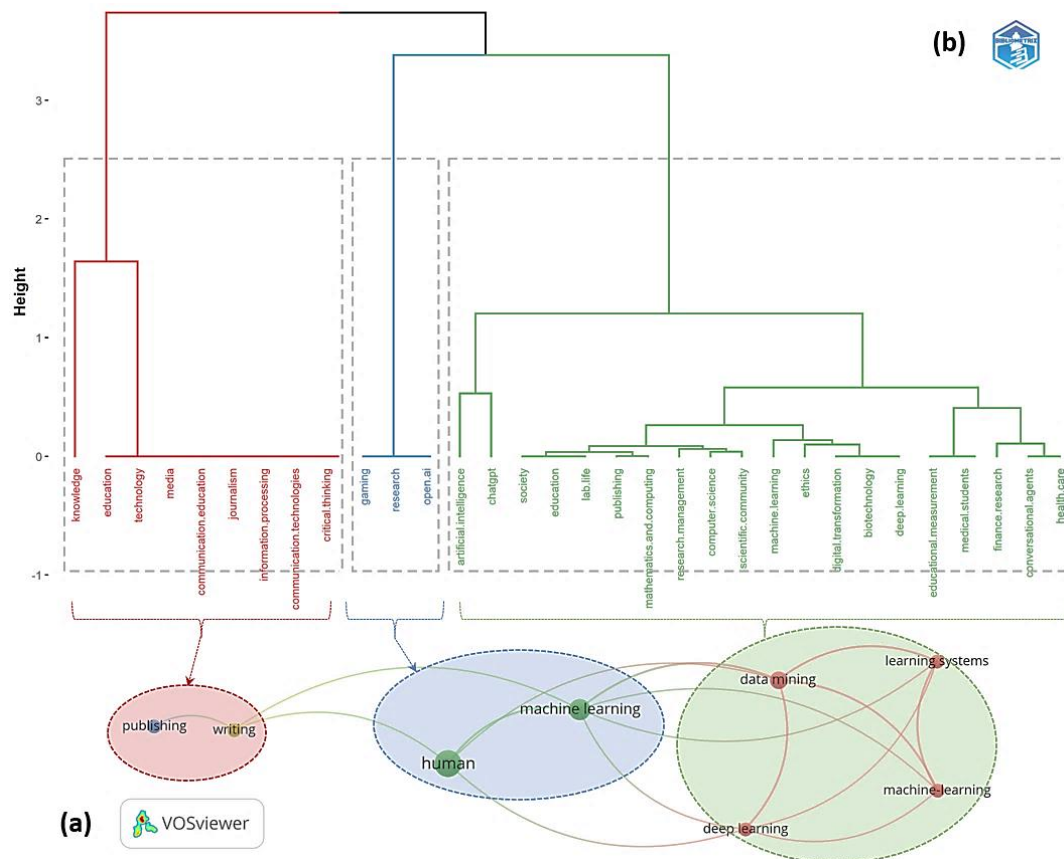 (b)
BIBLIOMETRIX
3
2
1
0
-1
Height
knowledge
education
technology
media
communication.education
journalism
information.processing
communication.technologies
critical.thinking
gaming
research
open.ai
artificial.intelligence
chatgpt
society
education
lab.life
publishing
mathematics.and.computing
research.management
computer.science
scientific.community
machine.learning
ethics
digital.transformation
biotechnology
deep.learning
educational.measurement
medical.students
finance.research
conversational.agents
health.care
publishing
writing
human
machine learning
data mining
learning systems
machine-learning
deep learning
(a)
VOSviewer